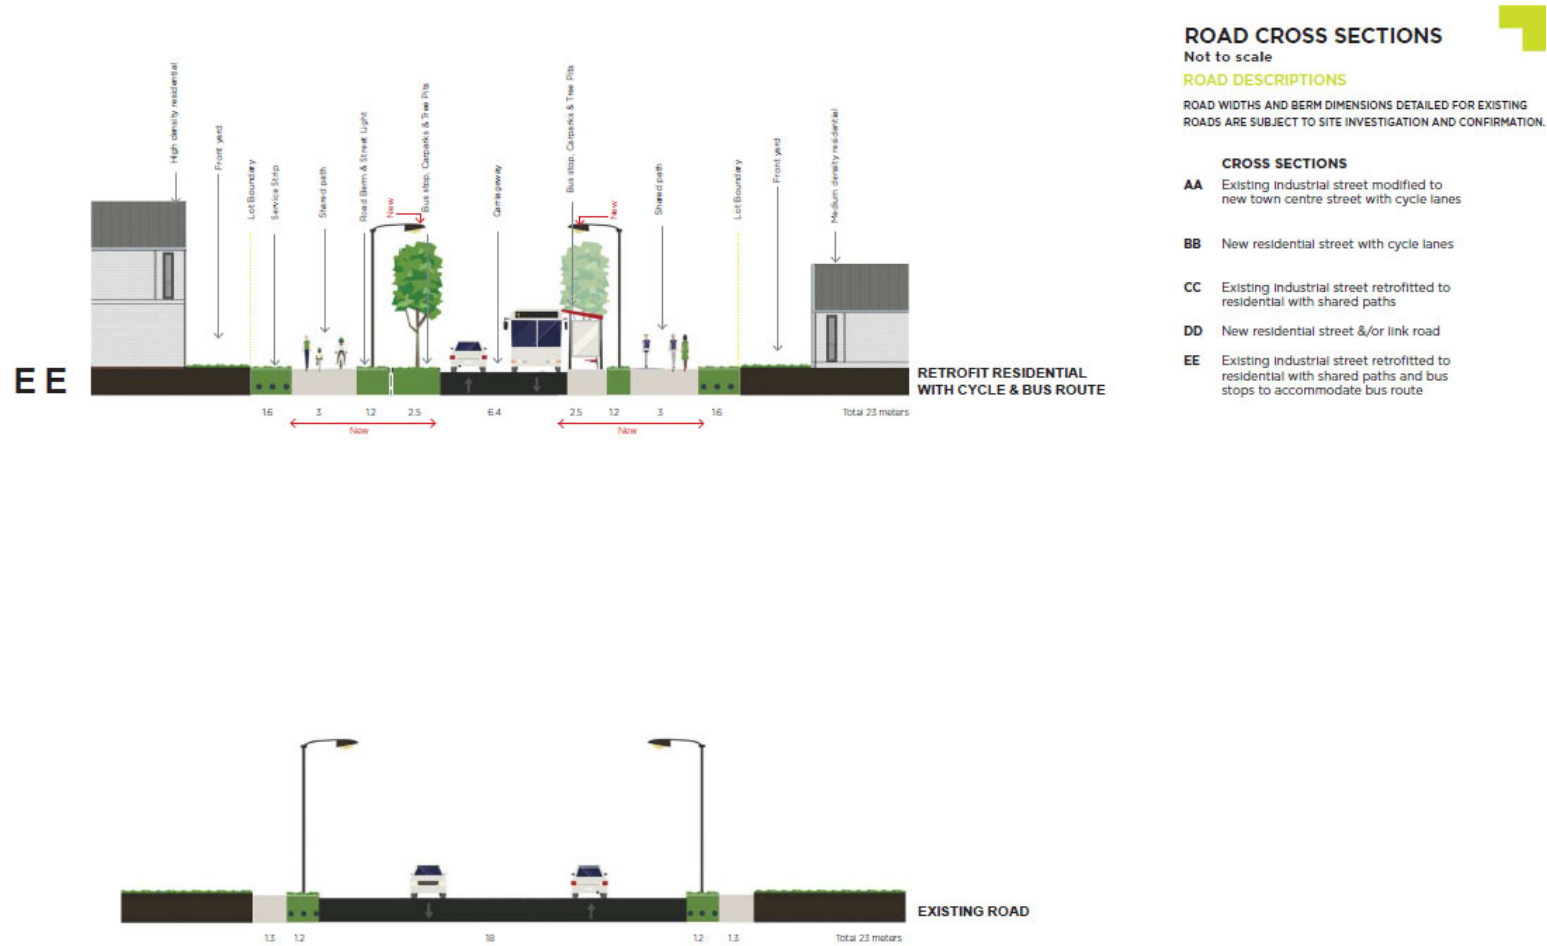 ROAD CROSS SECTIONS
Not to scale
ROAD DESCRIPTIONS
ROAD WIDTHS AND BERM DIMENSIONS DETAILED FOR EXISTING
ROADS ARE SUBJECT TO SITE INVESTIGATION AND CONFIRMATION.
CROSS SECTIONS
AA Existing industrial street modified to
new town centre street with cycle lanes
BB New residential street with cycle lanes
CC Existing industrial street retrofitted to
residential with shared paths
DD New residential street &/or link road
EE Existing industrial street retrofitted to
residential with shared paths and bus
stops to accommodate bus route
High density residential
Front yard
Lot Boundary
Service Strip
Shared path
Road Berm & Street Light
New
Bus stop, Carparks & Tree Pits
Carriageway
Bus stop, Carparks & Tree Pits
New
Shared path
Lot Boundary
Front yard
Medium density residential
EE
RETROFIT RESIDENTIAL
WITH CYCLE & BUS ROUTE
1.6 3 1.2 2.5 6.4 2.5 1.2 3 1.6 Total 23 meters
New New
EXISTING ROAD
1.3 1.2 18 1.2 1.3 Total 23 meters